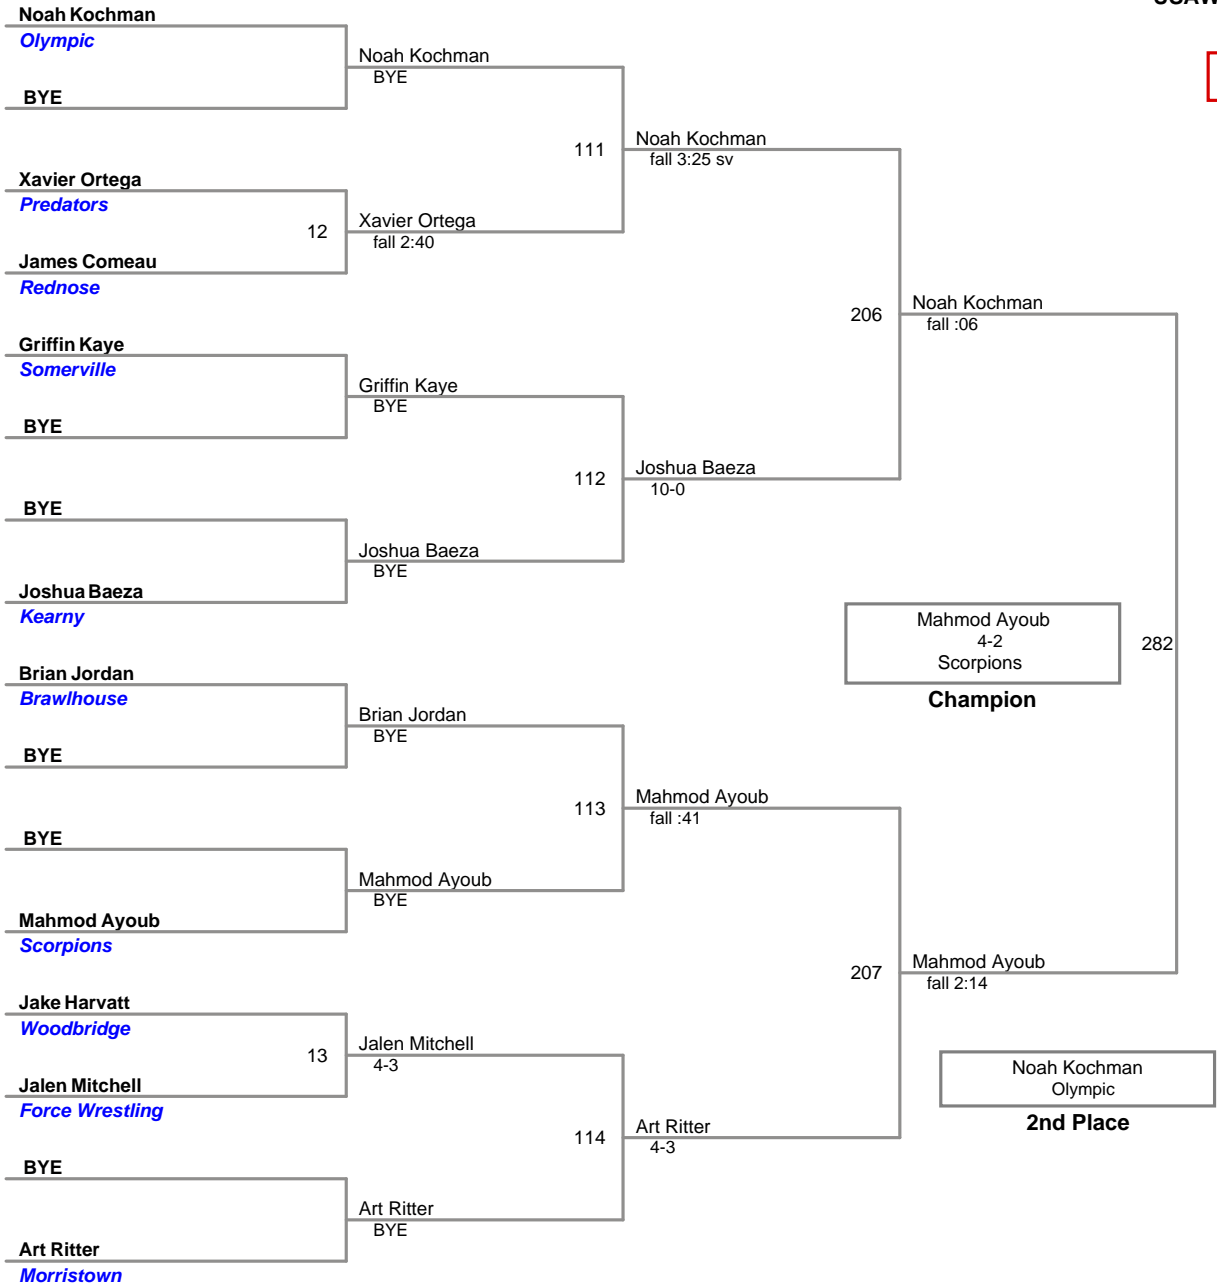 Noah Kochman
Olympic
BYE
Xavier Ortega
Predators
12
James Comeau
Rednose
Griffin Kaye
Somerville
BYE
BYE
Joshua Baeza
Kearny
Brian Jordan
Brawlhouse
BYE
BYE
Mahmod Ayoub
Scorpions
Jake Harvatt
Woodbridge
13
Jalen Mitchell
Force Wrestling
BYE
Art Ritter
Morristown
Noah Kochman
BYE
111
Xavier Ortega
fall 2:40
Griffin Kaye
BYE
112
Joshua Baeza
BYE
Brian Jordan
BYE
113
Mahmod Ayoub
BYE
Jalen Mitchell
4-3
114
Art Ritter
BYE
Noah Kochman
fall 3:25 sv
206
Joshua Baeza
10-0
Mahmod Ayoub
fall :41
207
Art Ritter
4-3
Noah Kochman
fall :06
282
Mahmod Ayoub
fall 2:14
Mahmod Ayoub
4-2
Scorpions
Champion
Noah Kochman
Olympic
2nd Place